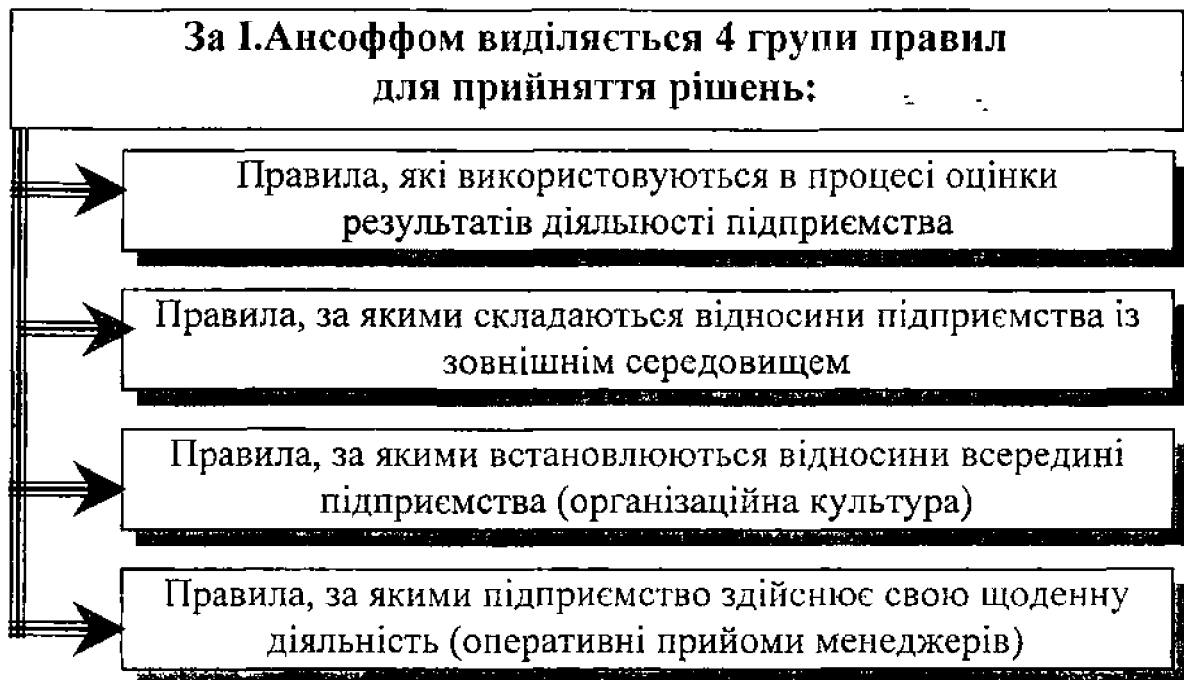 За І.Ансоффом виділяється 4 групи правил
для прийняття рішень:
Правила, які використовуються в процесі оцінки
результатів діяльності підприємства
Правила, за якими складаються відносини підприємства із
зовнішнім середовищем
Правила, за якими встановлюються відносини всередині
підприємства (організаційна культура)
Правила, за якими підприємство здійснює свою щоденну
діяльність (оперативні прийоми менеджерів)